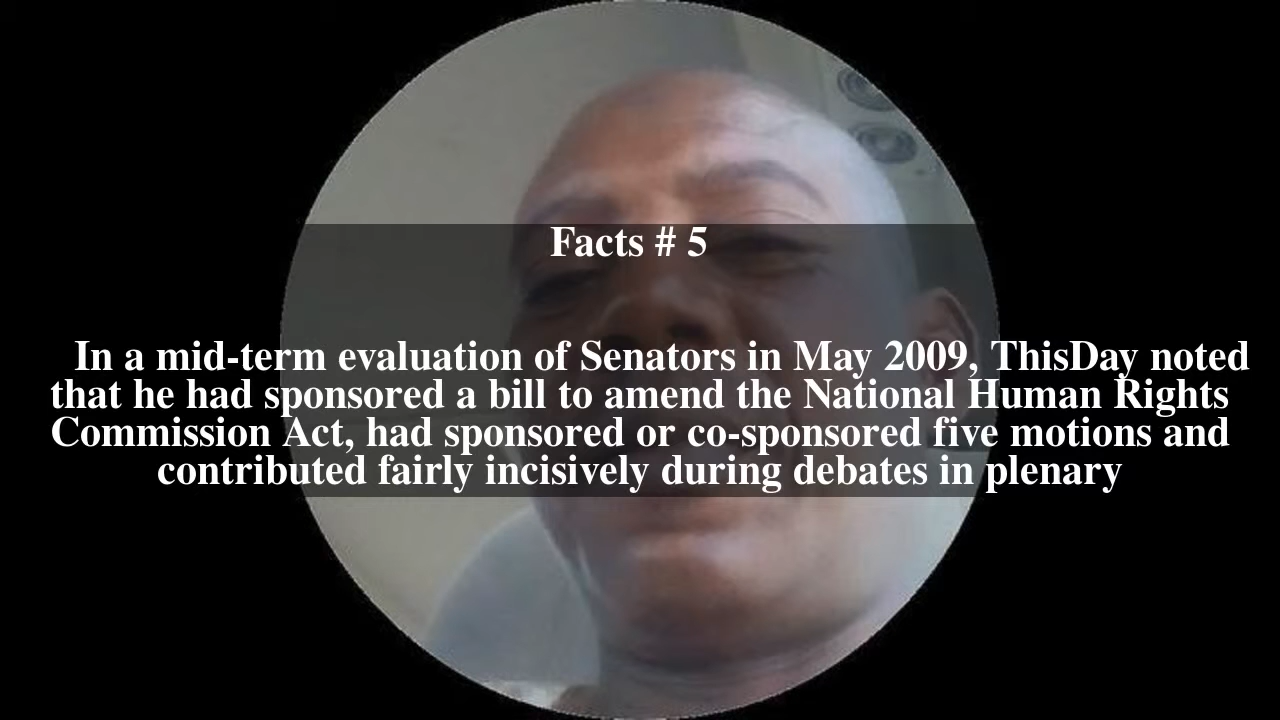 Facts # 5
In a mid-term evaluation of Senators in May 2009, ThisDay noted
that he had sponsored a bill to amend the National Human Rights
Commission Act, had sponsored or co-sponsored five motions and
contributed fairly incisively during debates in plenary